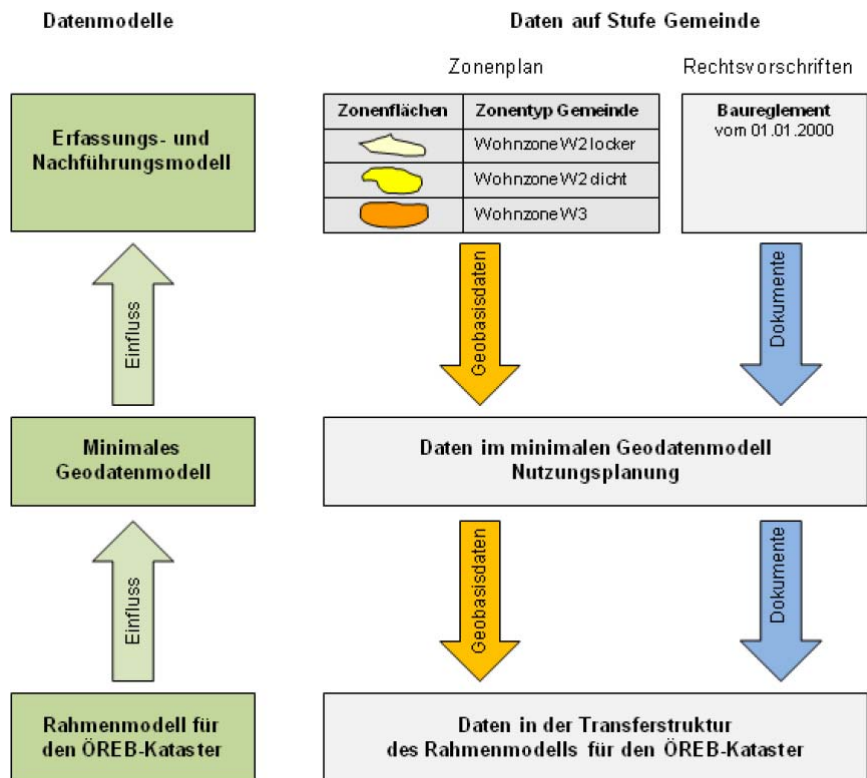 Datenmodelle
Daten auf Stufe Gemeinde
Zonenplan
Rechtsvorschriften
Erfassungs- und
Nachführungsmodell
Zonenflächen
Zonentyp Gemeinde
Wohnzone W2 locker
Wohnzone W2 dicht
Wohnzone W3
Baureglement
vom 01.01.2000
Einfluss
Geobasisdaten
Dokumente
Minimales
Geodatenmodell
Daten im minimalen Geodatenmodell
Nutzungsplanung
Einfluss
Geobasisdaten
Dokumente
Rahmenmodell für
den ÖREB-Kataster
Daten in der Transferstruktur
des Rahmenmodells für den ÖREB-Kataster